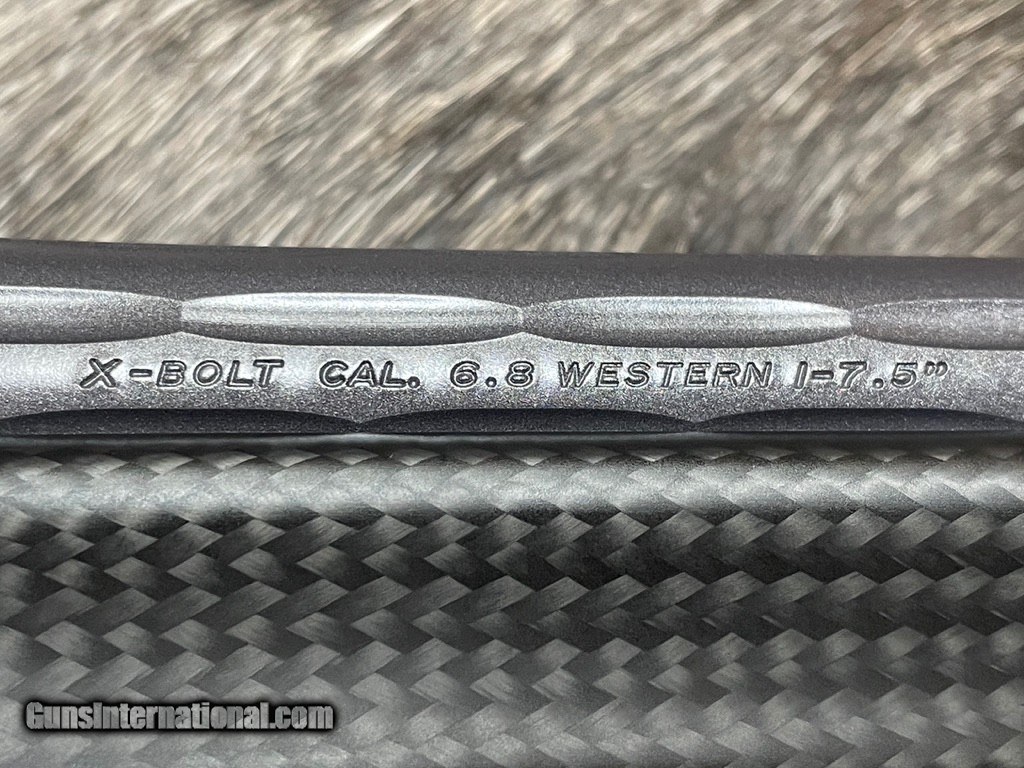 X-BOLT CAL. 6.8 WESTERN 1-7.5"
GunsInternational.com